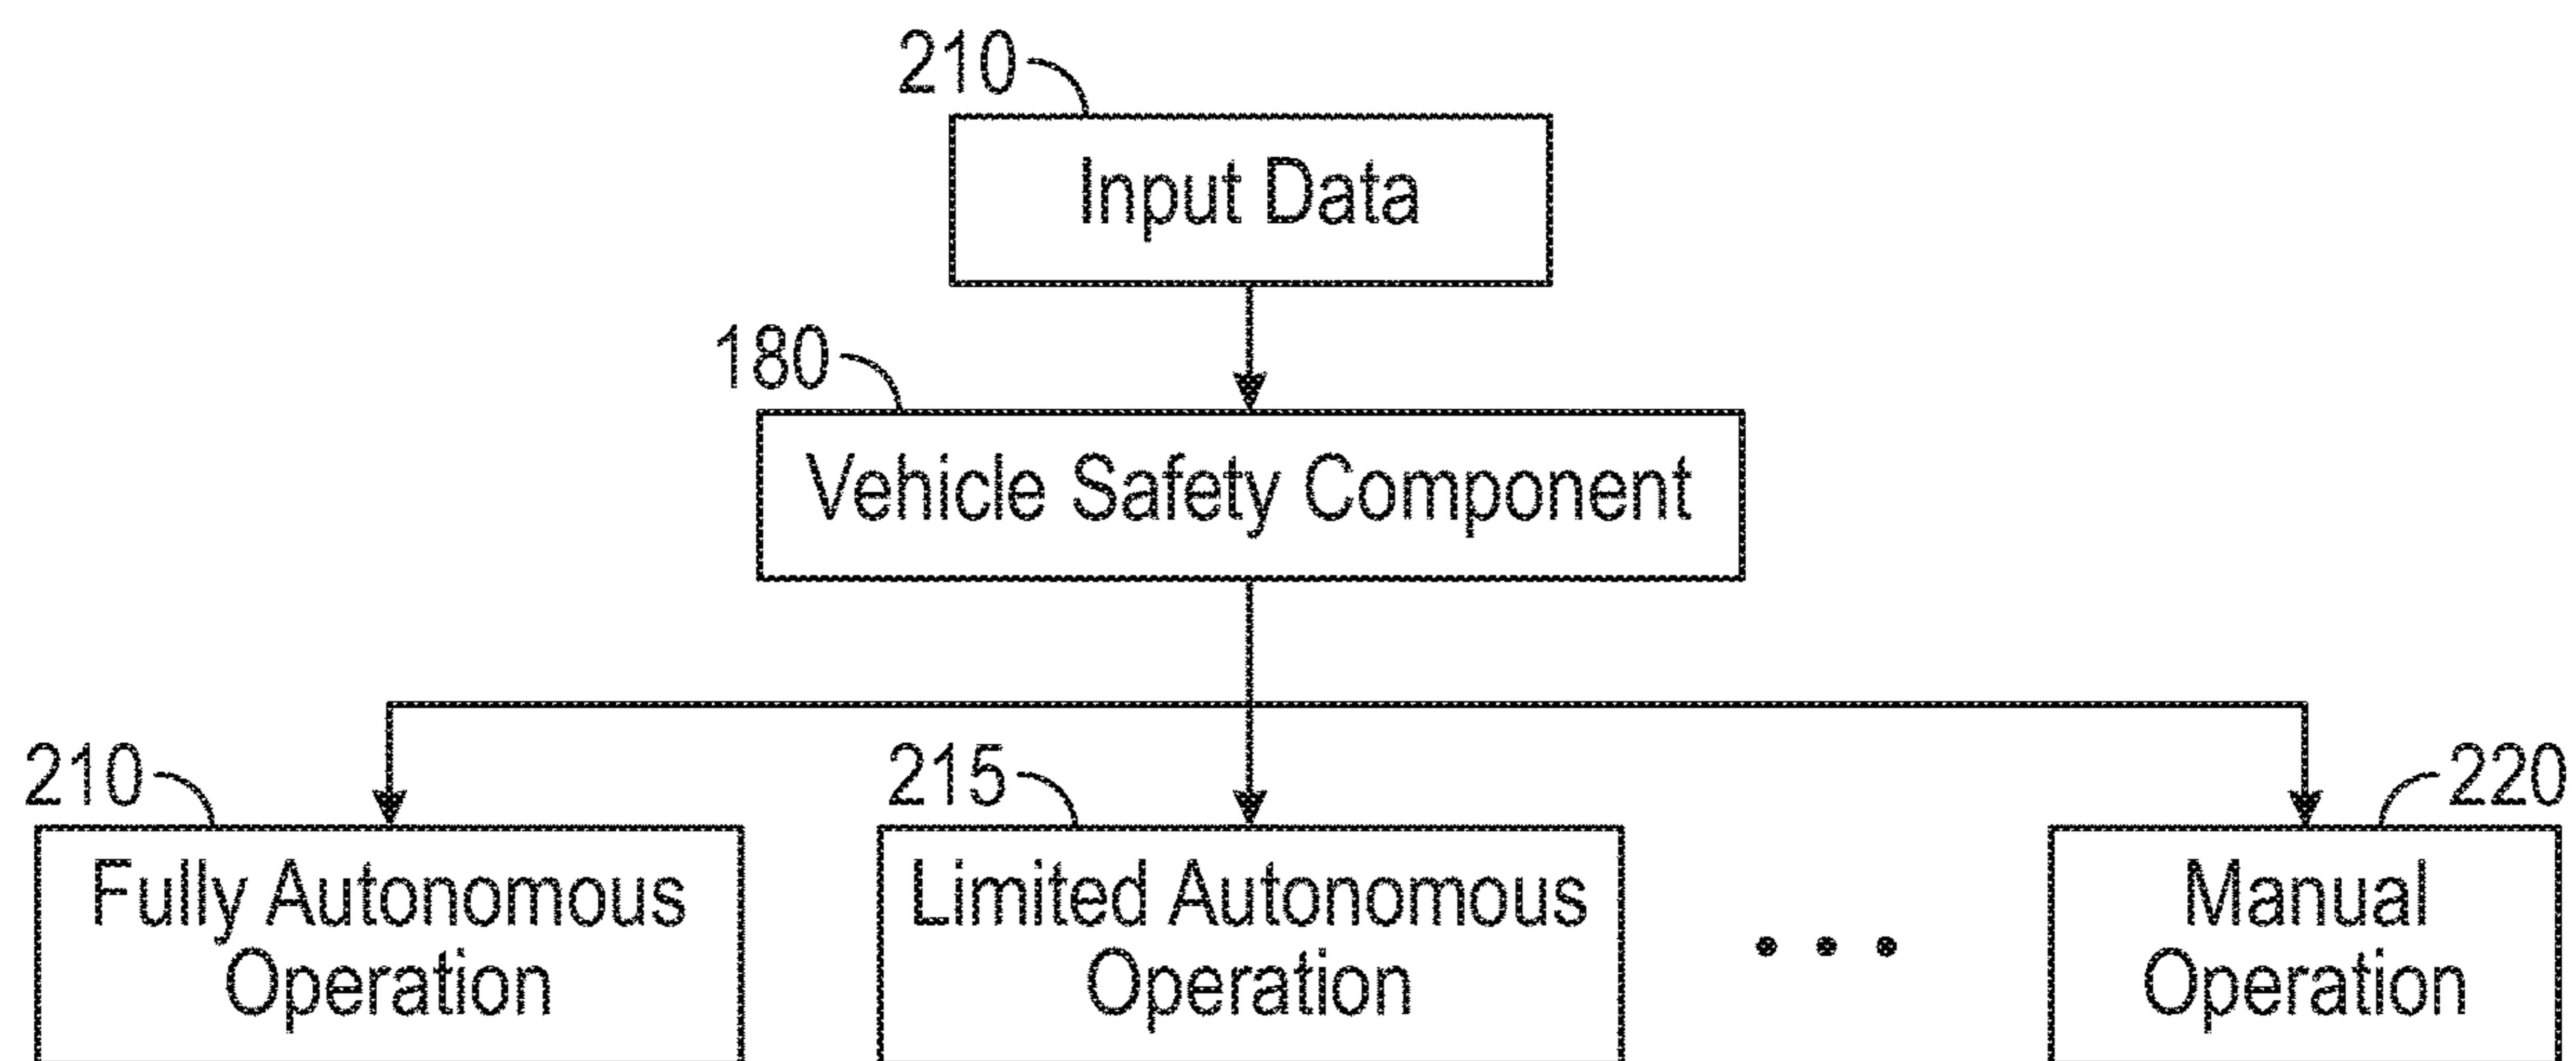 210
Input Data
180
Vehicle Safety Component
210
Fully Autonomous
Operation
215
Limited Autonomous
Operation
• • •
220
Manual
Operation